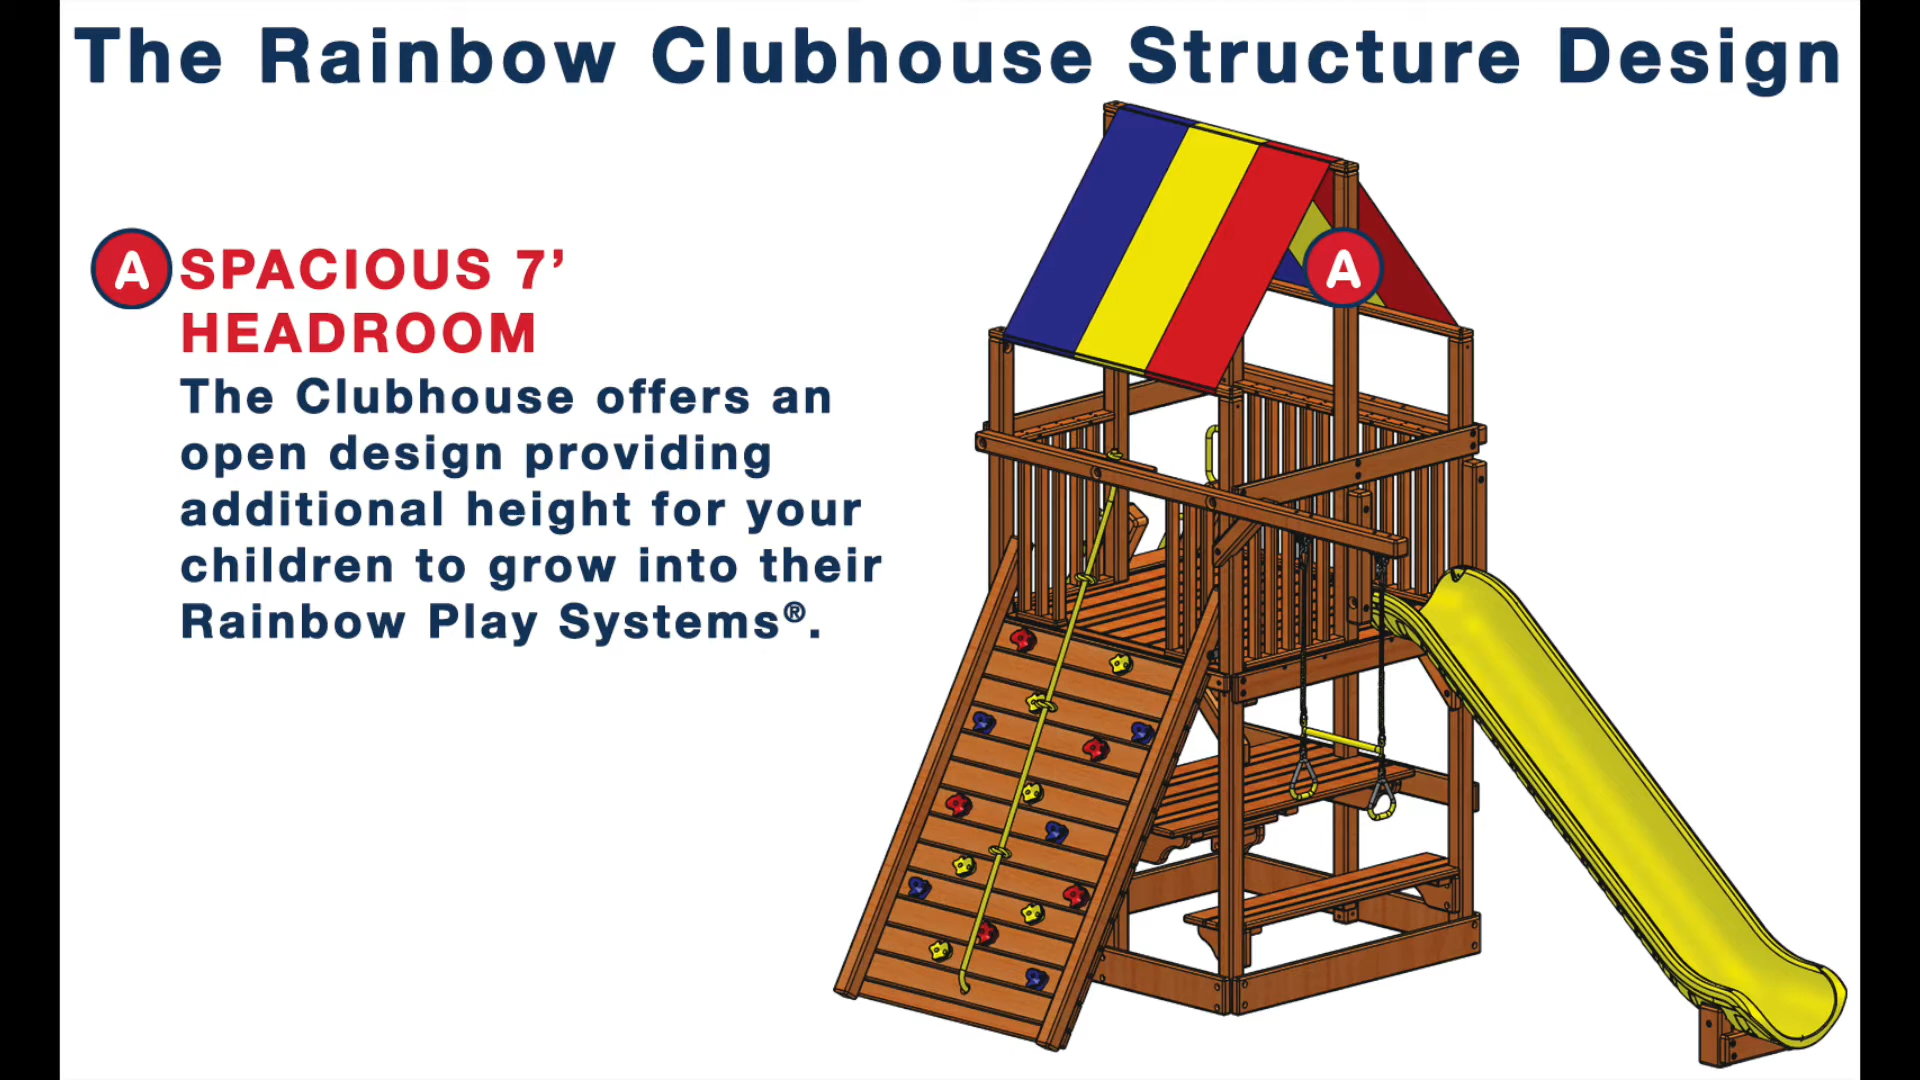 The Rainbow Clubhouse Structure Design
A SPACIOUS 7’
HEADROOM
The Clubhouse offers an
open design providing
additional height for your
children to grow into their
Rainbow Play Systems®.
A